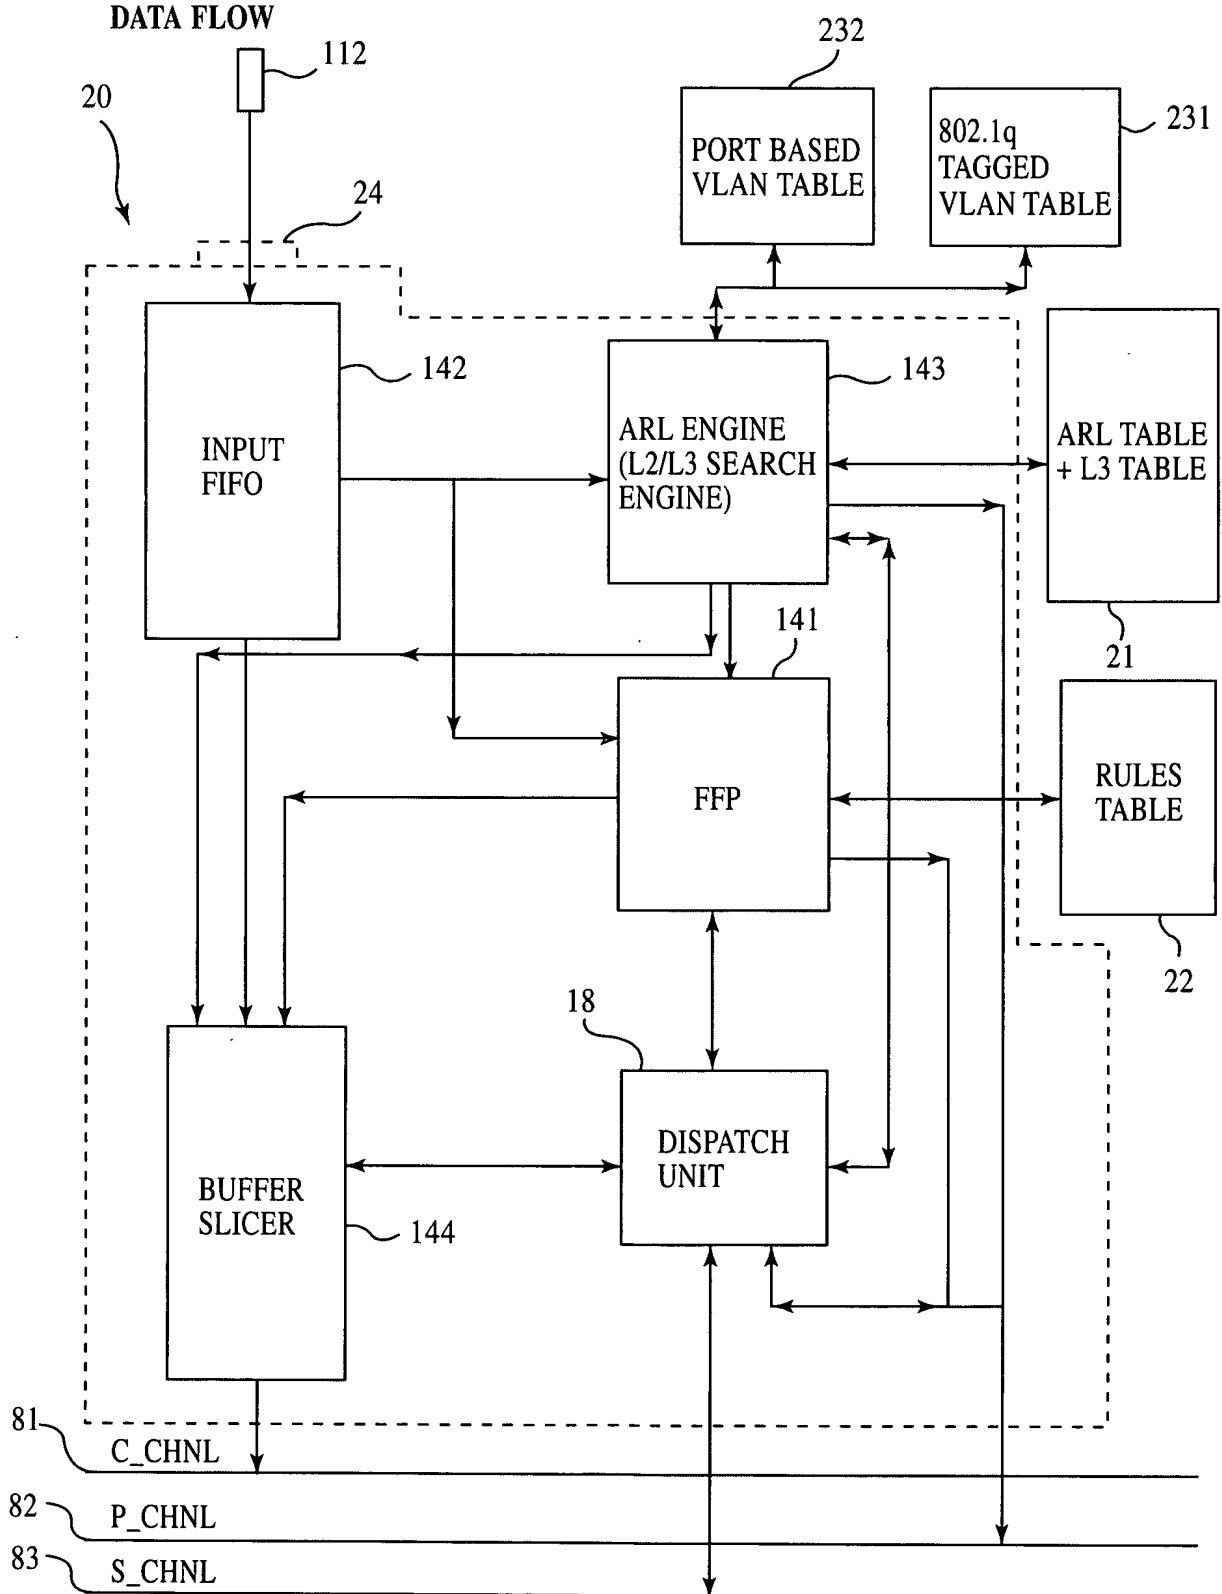 DATA FLOW
112
232
20
231
PORT BASED
VLAN TABLE
802.1q
TAGGED
VLAN TABLE
24
142
143
INPUT
FIFO
ARL ENGINE
(L2/L3 SEARCH
ENGINE)
ARL TABLE
+ L3 TABLE
141
21
FFP
RULES
TABLE
22
18
DISPATCH
UNIT
BUFFER
SLICER
144
81
C_CHNL
82
P_CHNL
83
S_CHNL